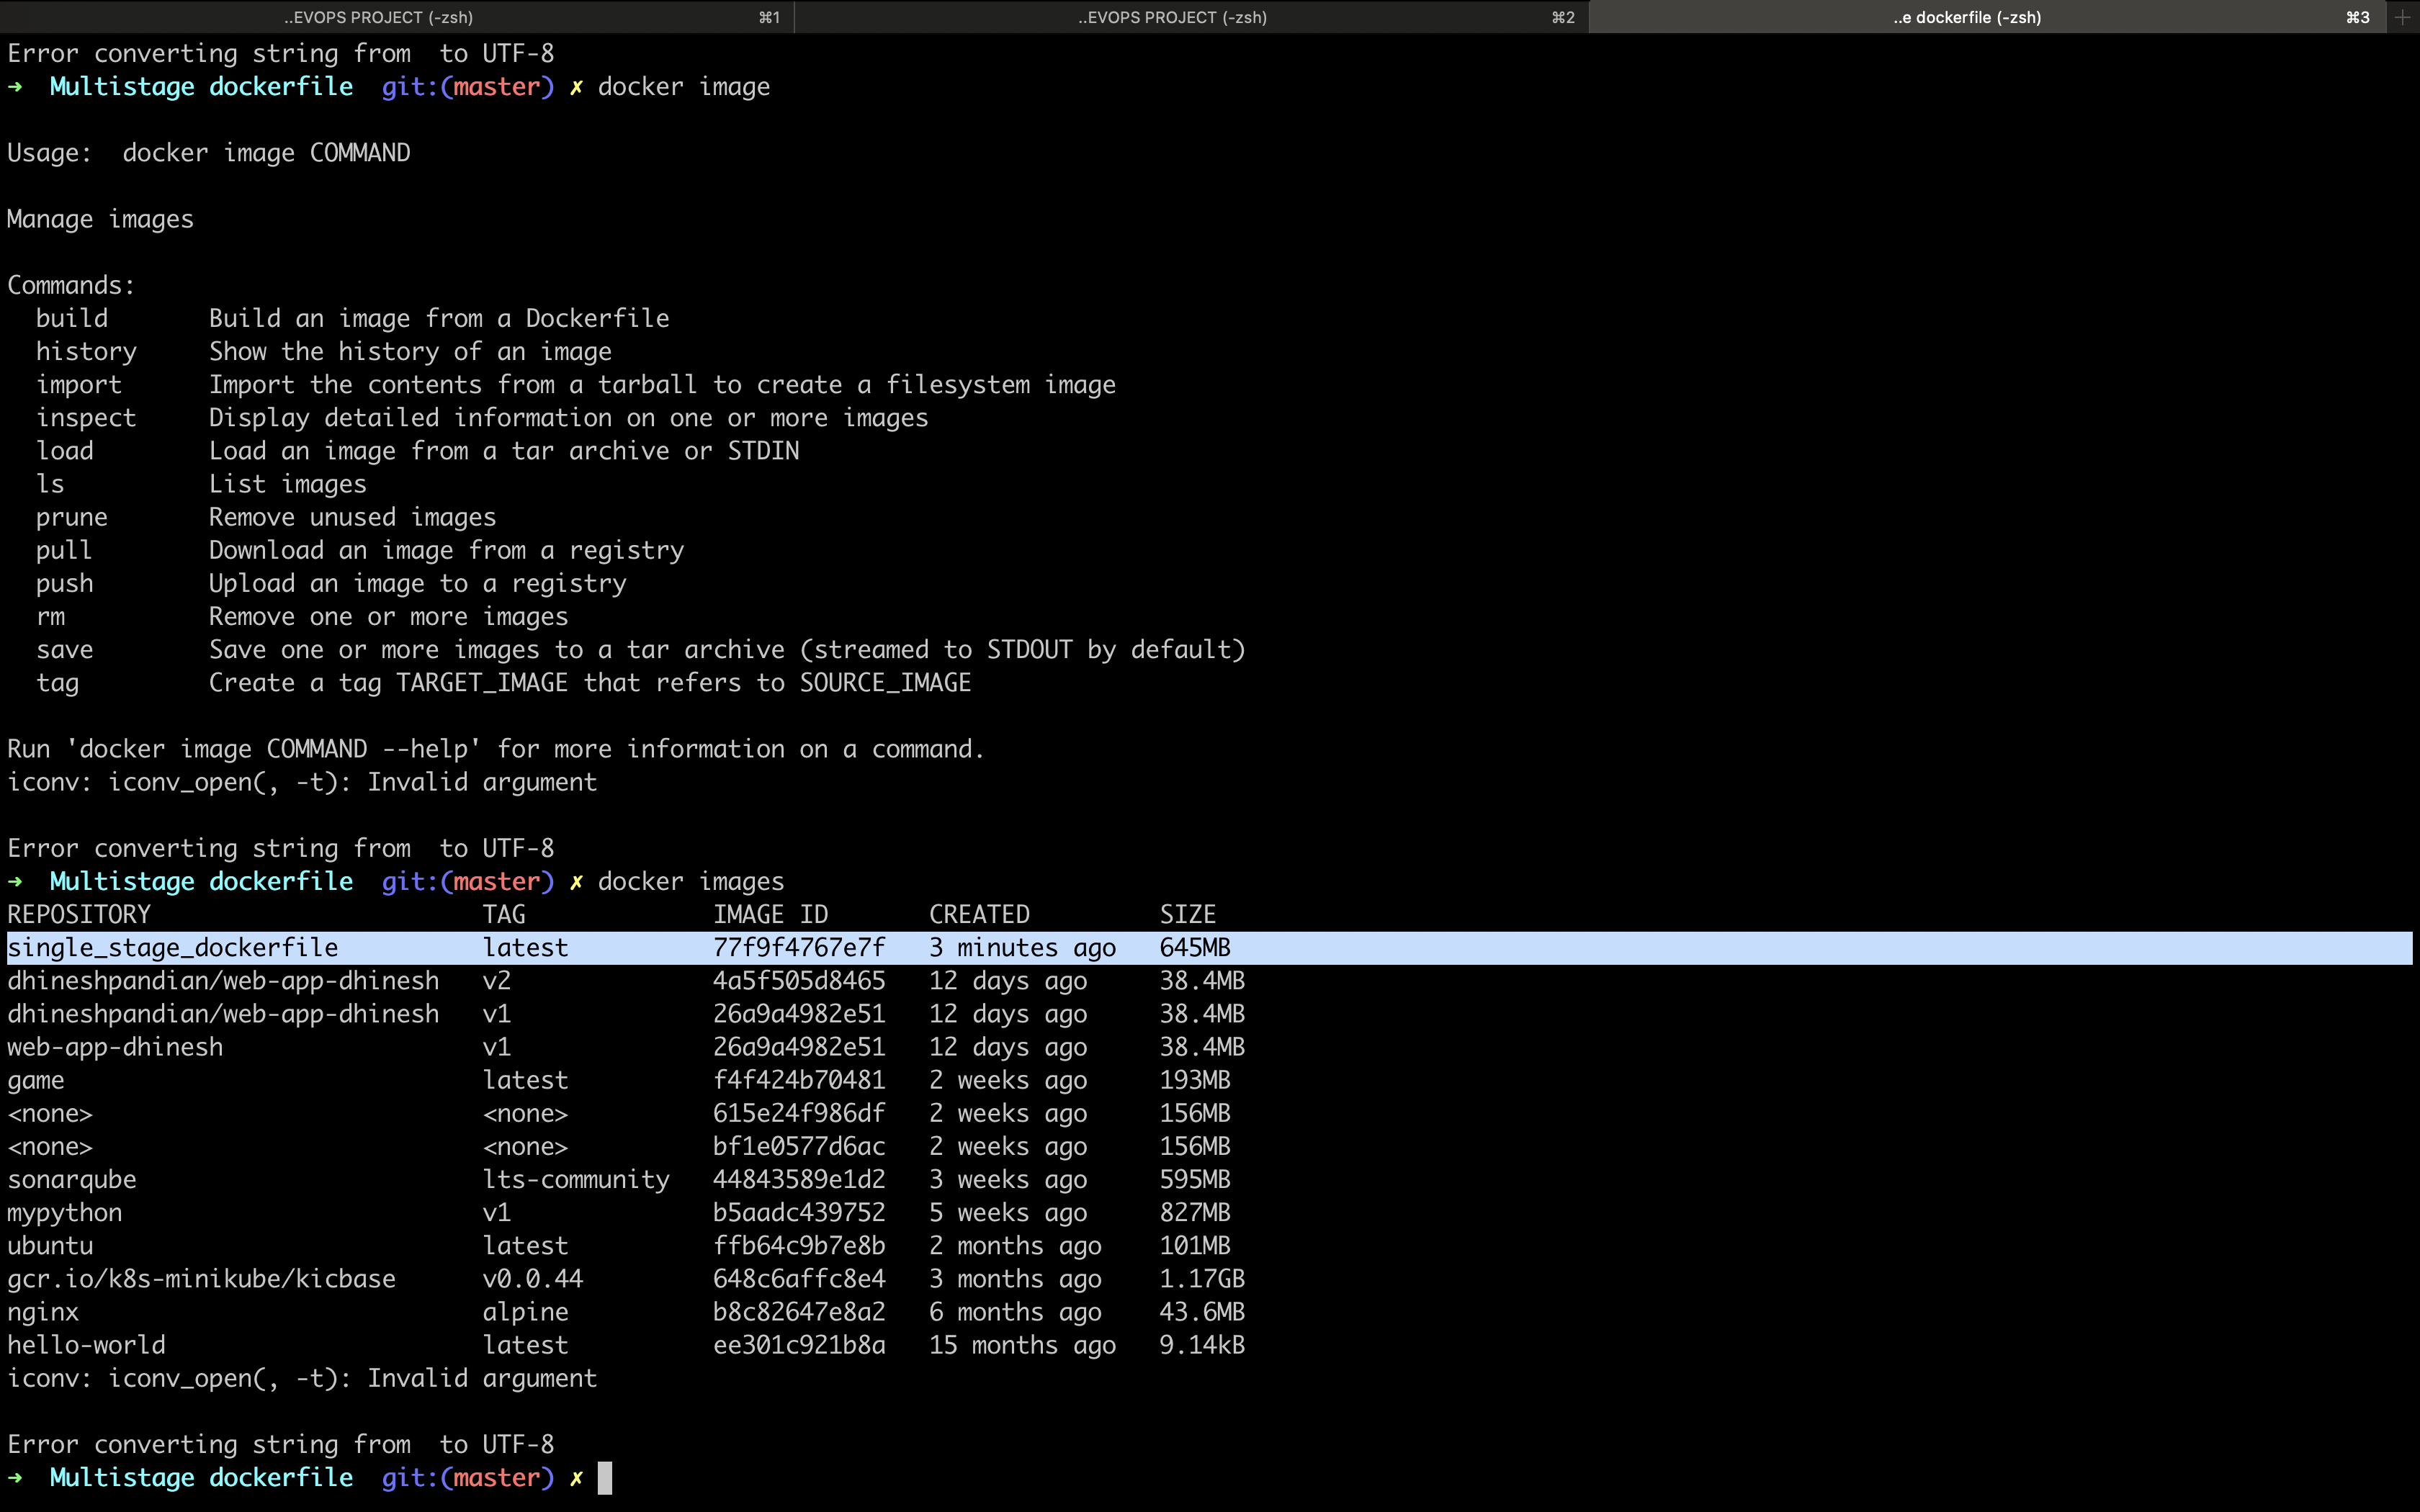 ..EVOPS PROJECT (-zsh) ⌘1 ..EVOPS PROJECT (-zsh) ⌘2 ..e dockerfile (-zsh) ⌘3 +
Error converting string from  to UTF-8
➜  Multistage dockerfile  git:(master) ✗ docker image
Usage:  docker image COMMAND
Manage images
Commands:
  build       Build an image from a Dockerfile
  history     Show the history of an image
  import      Import the contents from a tarball to create a filesystem image
  inspect     Display detailed information on one or more images
  load        Load an image from a tar archive or STDIN
  ls          List images
  prune       Remove unused images
  pull        Download an image from a registry
  push        Upload an image to a registry
  rm          Remove one or more images
  save        Save one or more images to a tar archive (streamed to STDOUT by default)
  tag         Create a tag TARGET_IMAGE that refers to SOURCE_IMAGE
Run 'docker image COMMAND --help' for more information on a command.
iconv: iconv_open(, -t): Invalid argument
Error converting string from  to UTF-8
➜  Multistage dockerfile  git:(master) ✗ docker images
REPOSITORY                       TAG             IMAGE ID       CREATED         SIZE
single_stage_dockerfile          latest          77f9f4767e7f   3 minutes ago   645MB
dhineshpandian/web-app-dhinesh   v2              4a5f505d8465   12 days ago     38.4MB
dhineshpandian/web-app-dhinesh   v1              26a9a4982e51   12 days ago     38.4MB
web-app-dhinesh                  v1              26a9a4982e51   12 days ago     38.4MB
game                             latest          f4f424b70481   2 weeks ago     193MB
<none>                           <none>          615e24f986df   2 weeks ago     156MB
<none>                           <none>          bf1e0577d6ac   2 weeks ago     156MB
sonarqube                        lts-community   44843589e1d2   3 weeks ago     595MB
mypython                         v1              b5aadc439752   5 weeks ago     827MB
ubuntu                           latest          ffb64c9b7e8b   2 months ago    101MB
gcr.io/k8s-minikube/kicbase      v0.0.44         648c6affc8e4   3 months ago    1.17GB
nginx                            alpine          b8c82647e8a2   6 months ago    43.6MB
hello-world                      latest          ee301c921b8a   15 months ago   9.14kB
iconv: iconv_open(, -t): Invalid argument
Error converting string from  to UTF-8
➜  Multistage dockerfile  git:(master) ✗